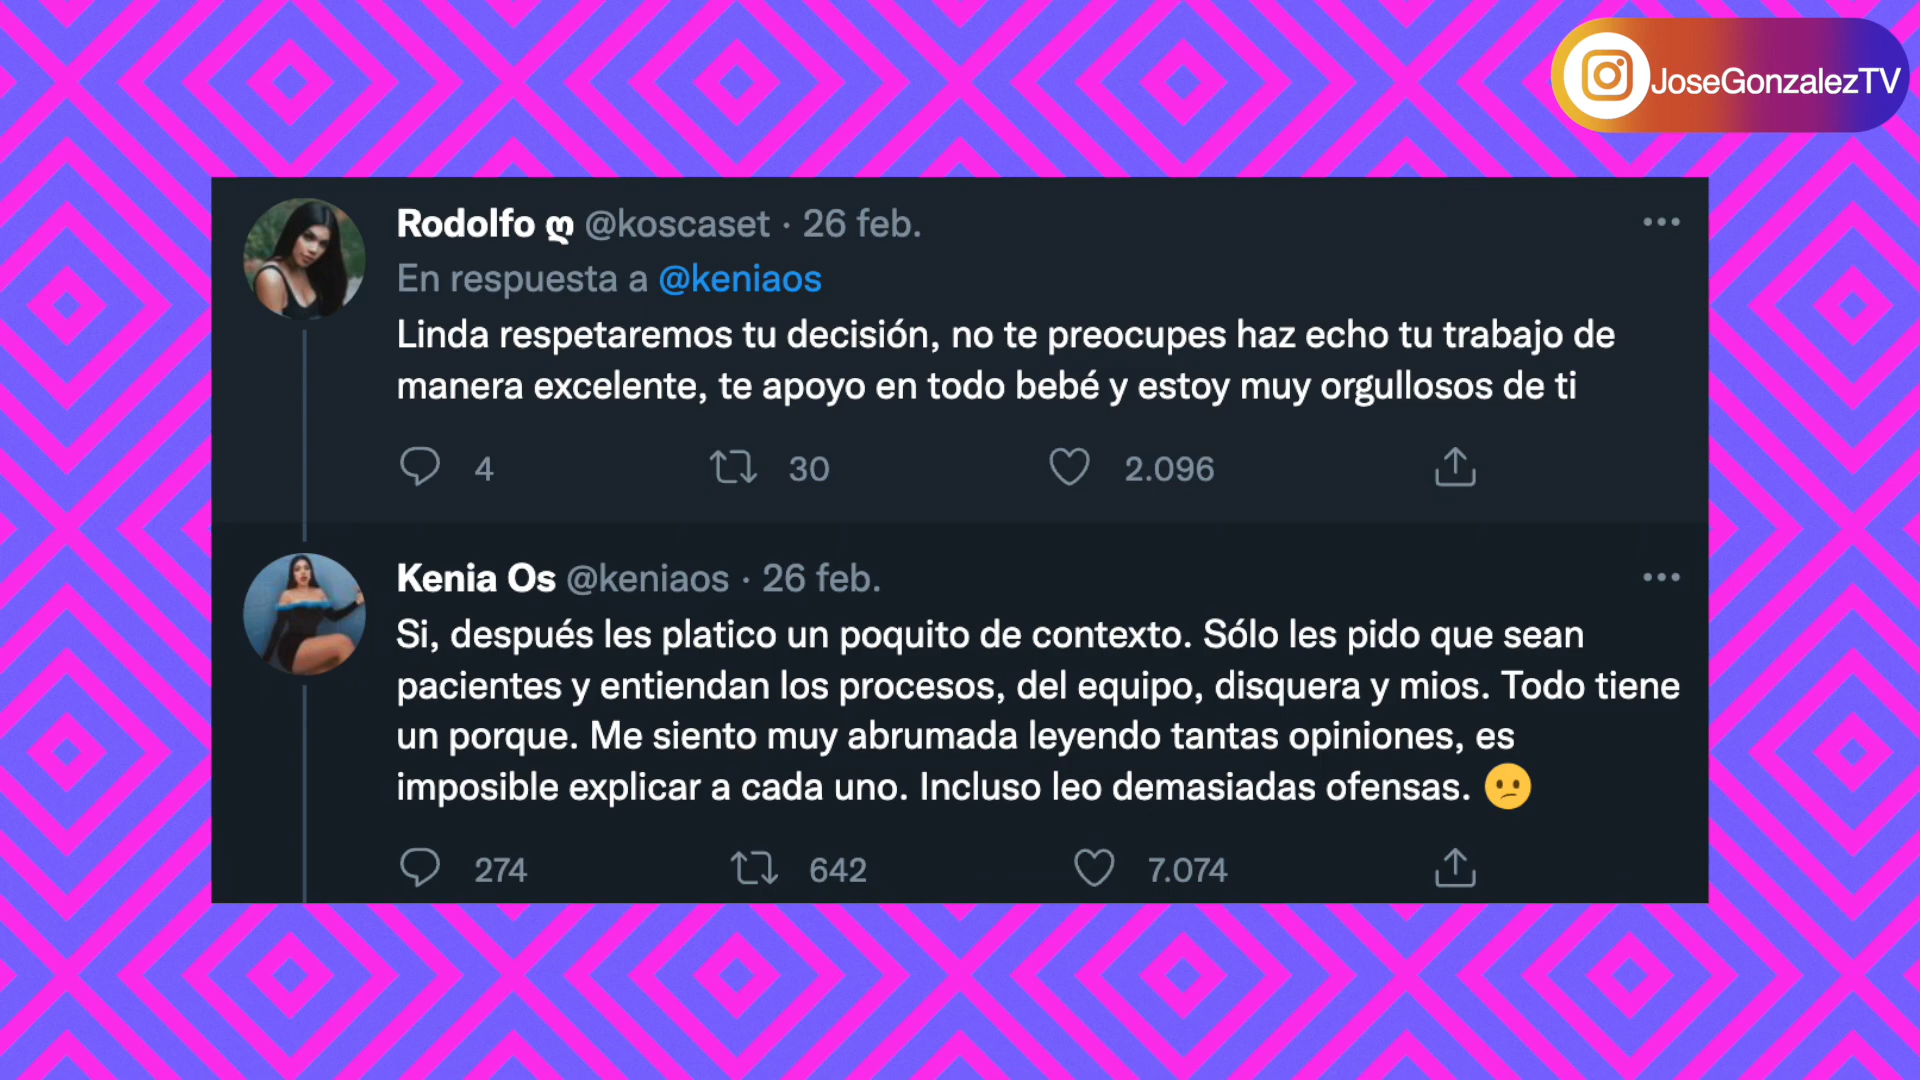 JoseGonzalezTV
Rodolfo ღ @koscaset · 26 feb.
En respuesta a @keniaos
Linda respetaremos tu decisión, no te preocupes haz echo tu trabajo de
manera excelente, te apoyo en todo bebé y estoy muy orgullosos de ti
4 30 2.096
Kenia Os @keniaos · 26 feb.
Si, después les platico un poquito de contexto. Sólo les pido que sean
pacientes y entiendan los procesos, del equipo, disquera y mios. Todo tiene
un porque. Me siento muy abrumada leyendo tantas opiniones, es
imposible explicar a cada uno. Incluso leo demasiadas ofensas. 😕
274 642 7.074